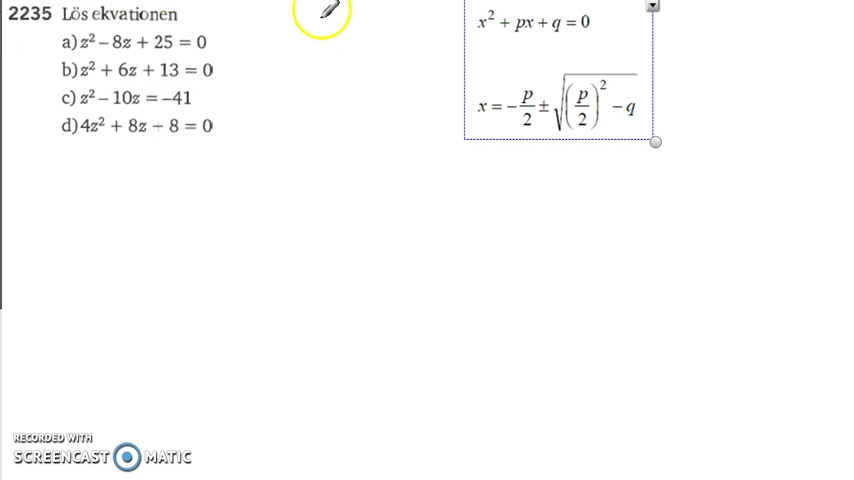 2235 Lös ekvationen
a) z² – 8z + 25 = 0
b) z² + 6z + 13 = 0
c) z² – 10z = –41
d) 4z² + 8z + 8 = 0
x² + px + q = 0
x = –p/2 ± √((p/2)² – q)
RECORDED WITH
SCREENCAST MATIC